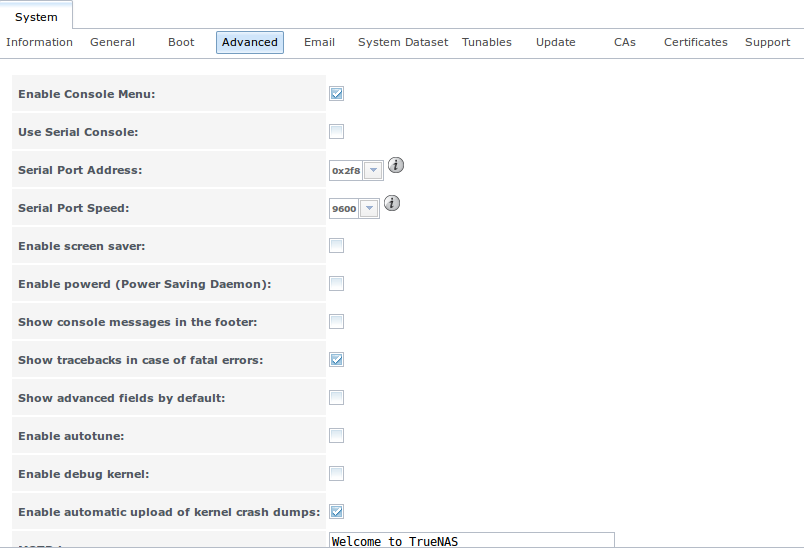 System
Information General Boot Advanced Email System Dataset Tunables Update CAs Certificates Support
Enable Console Menu:
Use Serial Console:
Serial Port Address: 0x2f8
Serial Port Speed: 9600
Enable screen saver:
Enable powerd (Power Saving Daemon):
Show console messages in the footer:
Show tracebacks in case of fatal errors:
Show advanced fields by default:
Enable autotune:
Enable debug kernel:
Enable automatic upload of kernel crash dumps:
Welcome to TrueNAS